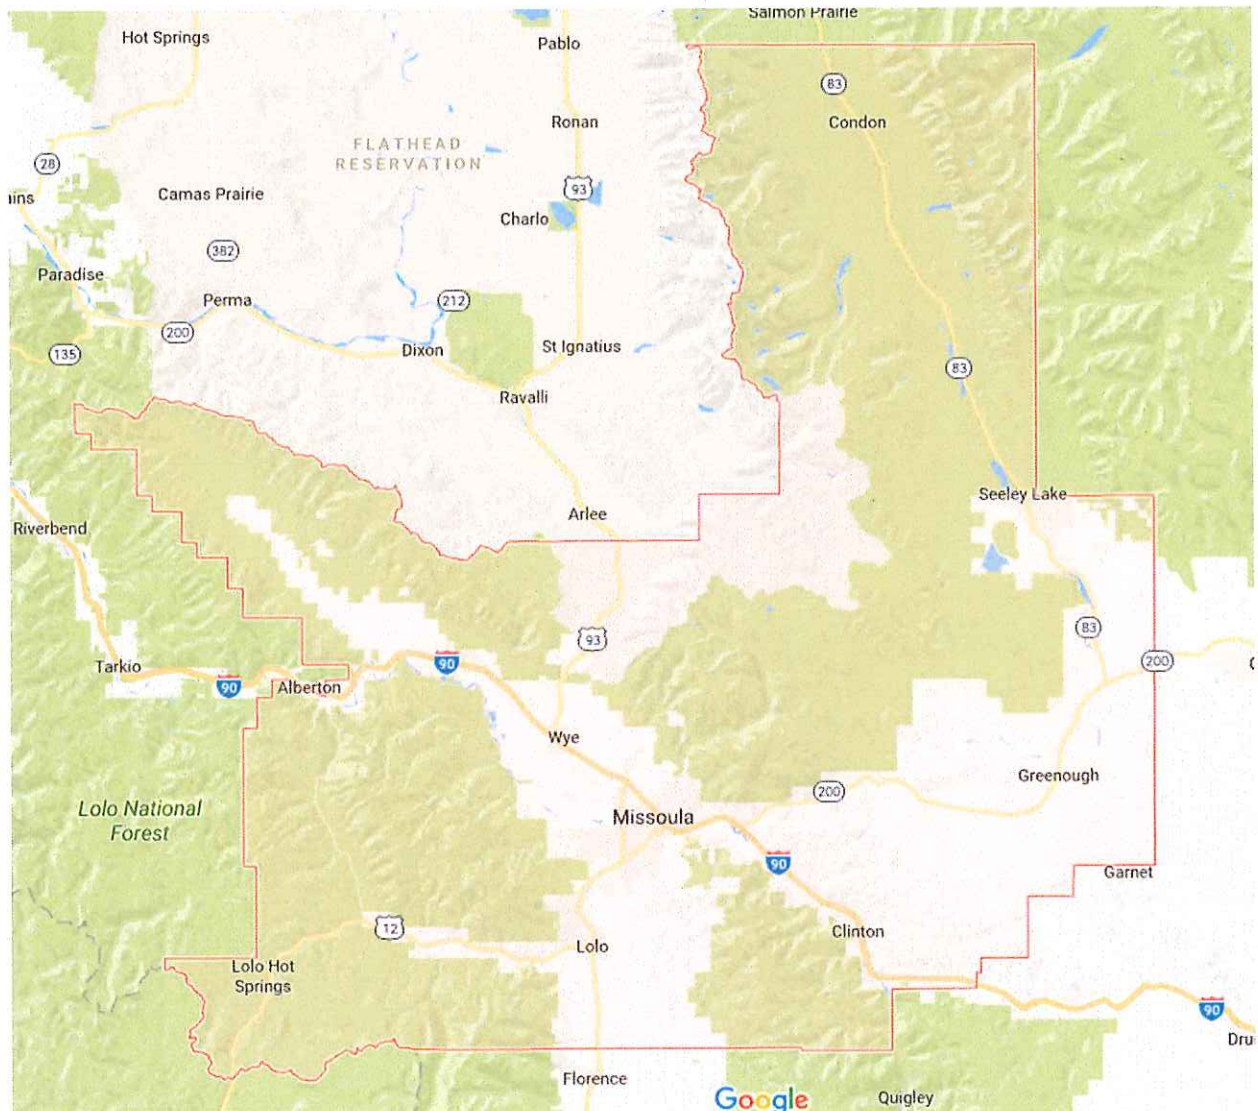 Salmon Prairie
Hot Springs
Pablo
83
Ronan
Condon
FLATHEAD
RESERVATION
28
93
ains
Camas Prairie
Charlo
382
Paradise
Perma
212
200
135
Dixon
St Ignatius
83
Ravalli
Seeley Lake
Arlee
Riverbend
93
83
Tarkio
90
90
200
Alberton
Wye
Greenough
200
Lolo National
Forest
Missoula
90
Garnet
12
Clinton
Lolo
Lolo Hot
Springs
90
Dru
Florence
Google
Quigley